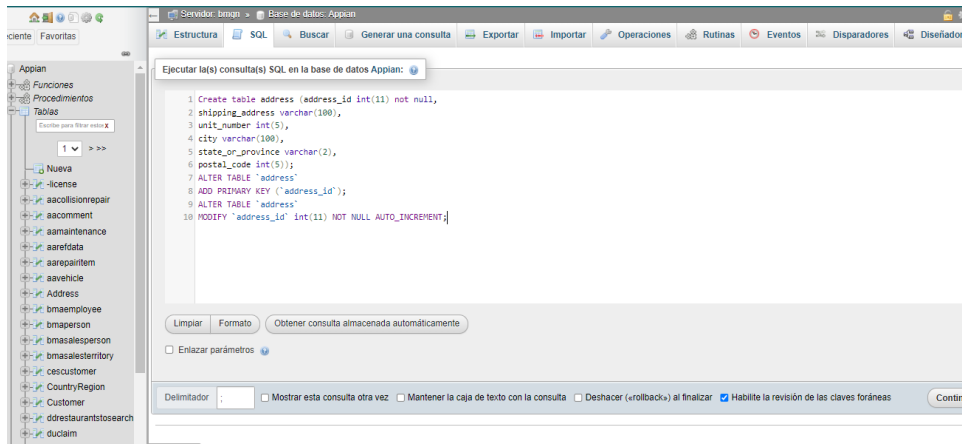 Servidor: bmqn » Base de datos: Appian
eciente Favoritas
Estructura SQL Buscar Generar una consulta Exportar Importar Operaciones Rutinas Eventos Disparadores Diseñador
Appian
Funciones
Procedimientos
Tablas
Escriba para filtrar estos X
1 > >>
Nueva
-license
aacollisionrepair
aacomment
aamaintenance
aarefdata
aarepairitem
aavehicle
Address
bmaemployee
bmaperson
bmasalesperson
bmasalesterritory
cescustomer
CountryRegion
Customer
ddrestaurantstosearch
duclaim
Ejecutar la(s) consulta(s) SQL en la base de datos Appian:
1 Create table address (address_id int(11) not null,
2 shipping_address varchar(100),
3 unit_number int(5),
4 city varchar(100),
5 state_or_province varchar(2),
6 postal_code int(5));
7 ALTER TABLE `address`
8 ADD PRIMARY KEY (`address_id`);
9 ALTER TABLE `address`
10 MODIFY `address_id` int(11) NOT NULL AUTO_INCREMENT;
Limpiar Formato Obtener consulta almacenada automáticamente
Enlazar parámetros
Delimitador ; Mostrar esta consulta otra vez Mantener la caja de texto con la consulta Deshacer («rollback») al finalizar Habilite la revisión de las claves foráneas Contin